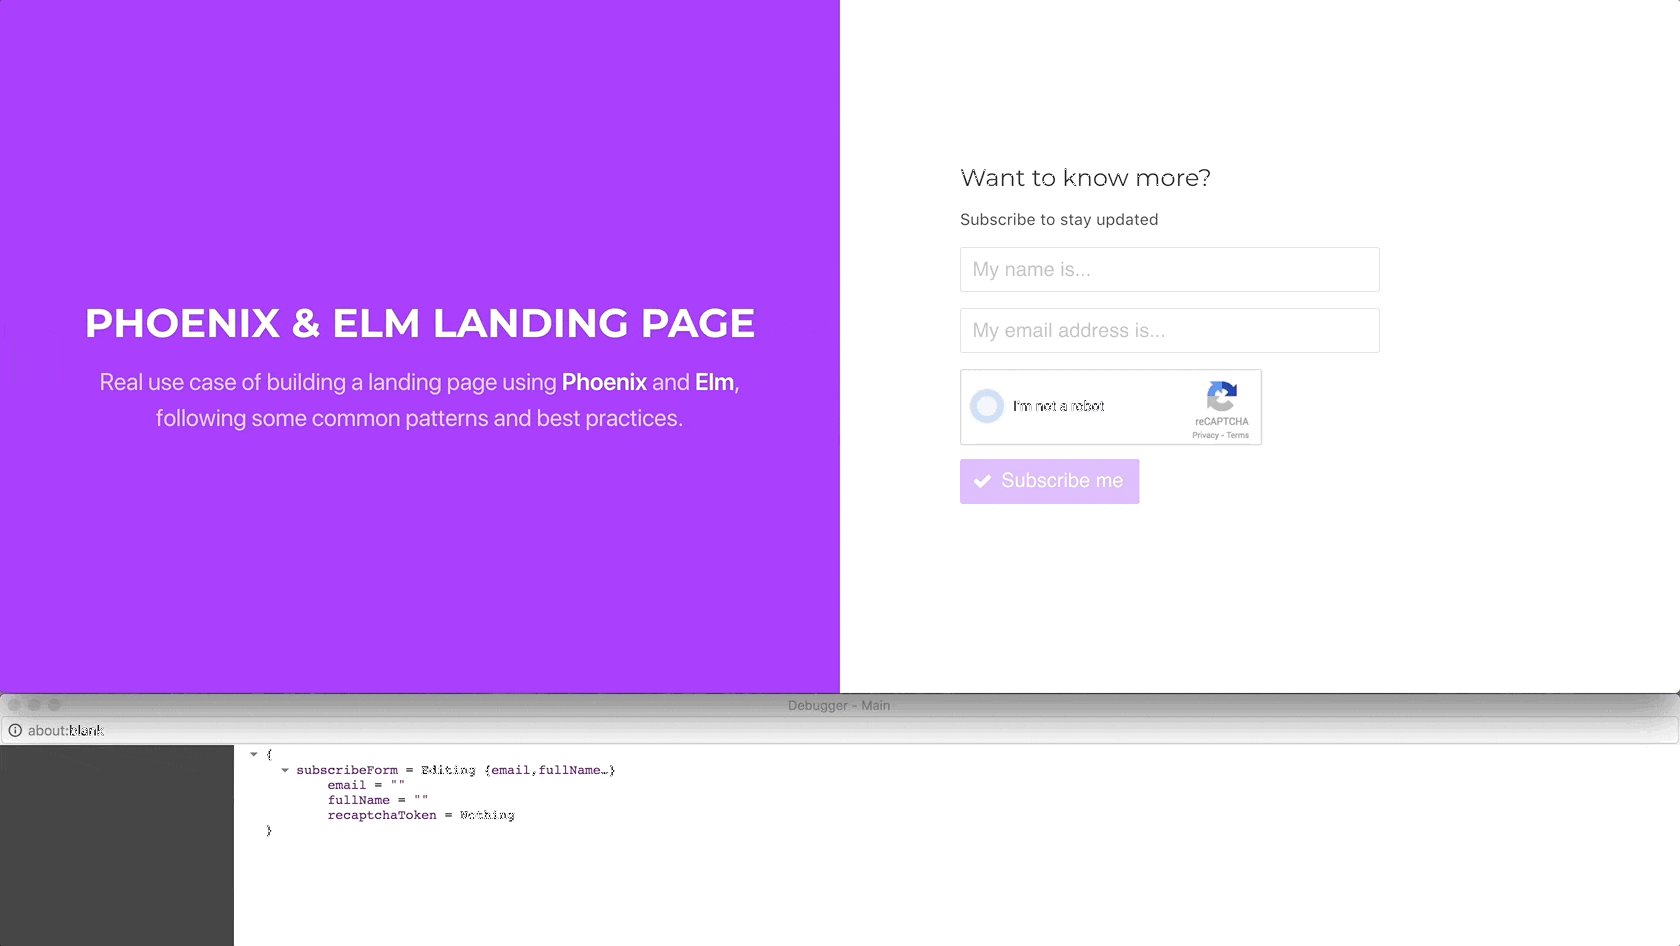 PHOENIX & ELM LANDING PAGE
Real use case of building a landing page using Phoenix and Elm,
following some common patterns and best practices.
Want to know more?
Subscribe to stay updated
My name is...
My email address is...
I'm not a robot
reCAPTCHA
Privacy - Terms
Subscribe me
Debugger - Main
about:blank
{
subscribeForm = Editing {email,fullName…}
email = ""
fullName = ""
recaptchaToken = Nothing
}